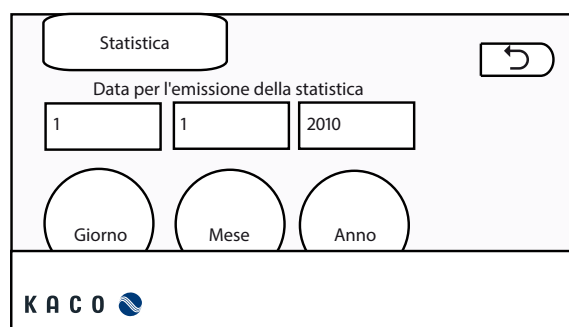 Statistica
Data per l'emissione della statistica
1 1 2010
Giorno Mese Anno
KACO